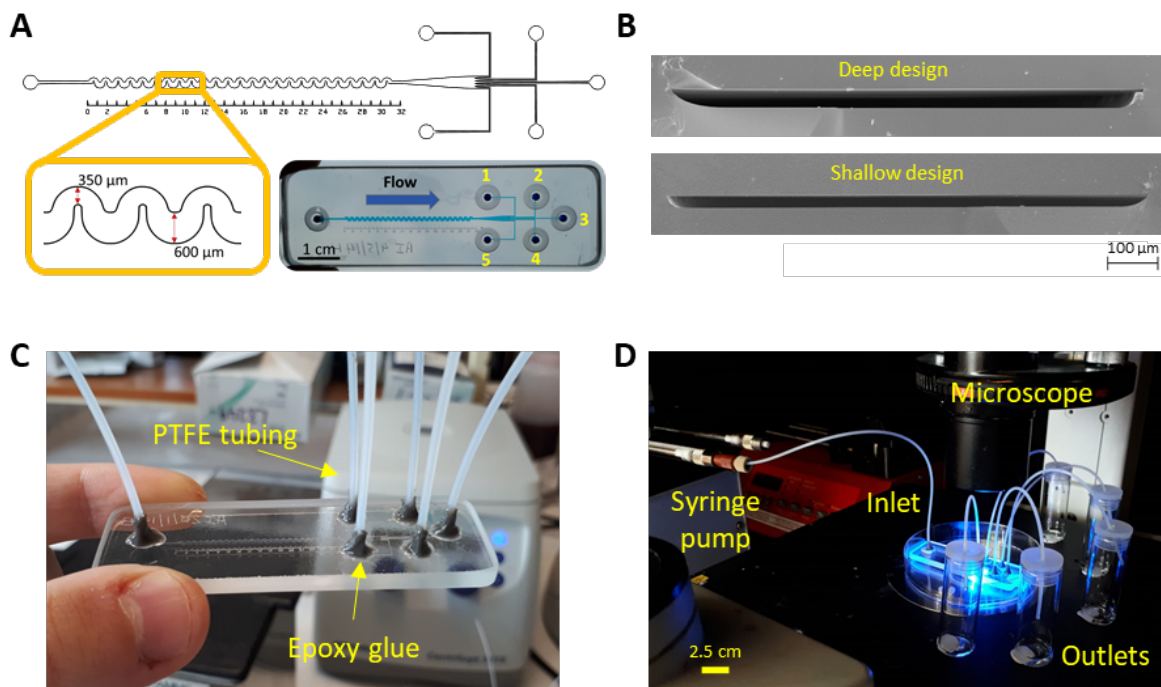 A
0 2 4 6 8 10 12 14 16 18 20 22 24 26 28 30 32
350 µm
600 µm
Flow
1 2
3
5 4
1 cm
B
Deep design
Shallow design
100 µm
C
PTFE tubing
Epoxy glue
D
Microscope
Syringe
pump
Inlet
Outlets
2.5 cm